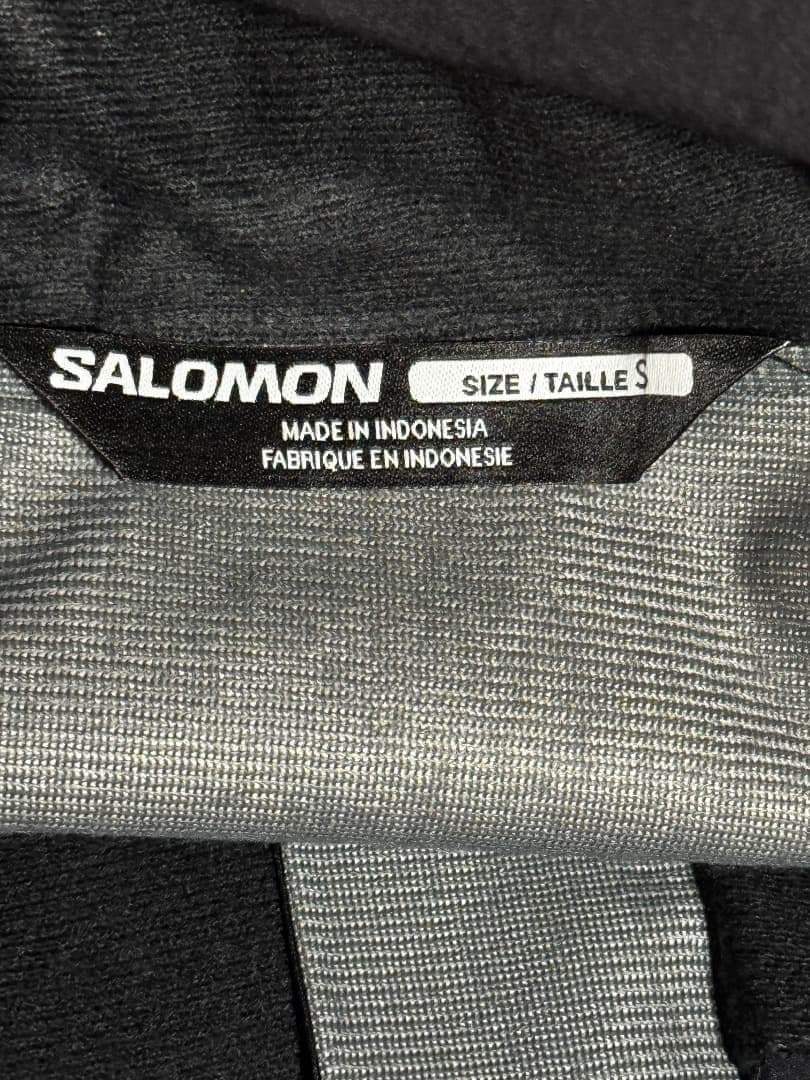 SALOMON SIZE / TAILLE S
MADE IN INDONESIA
FABRIQUE EN INDONESIE